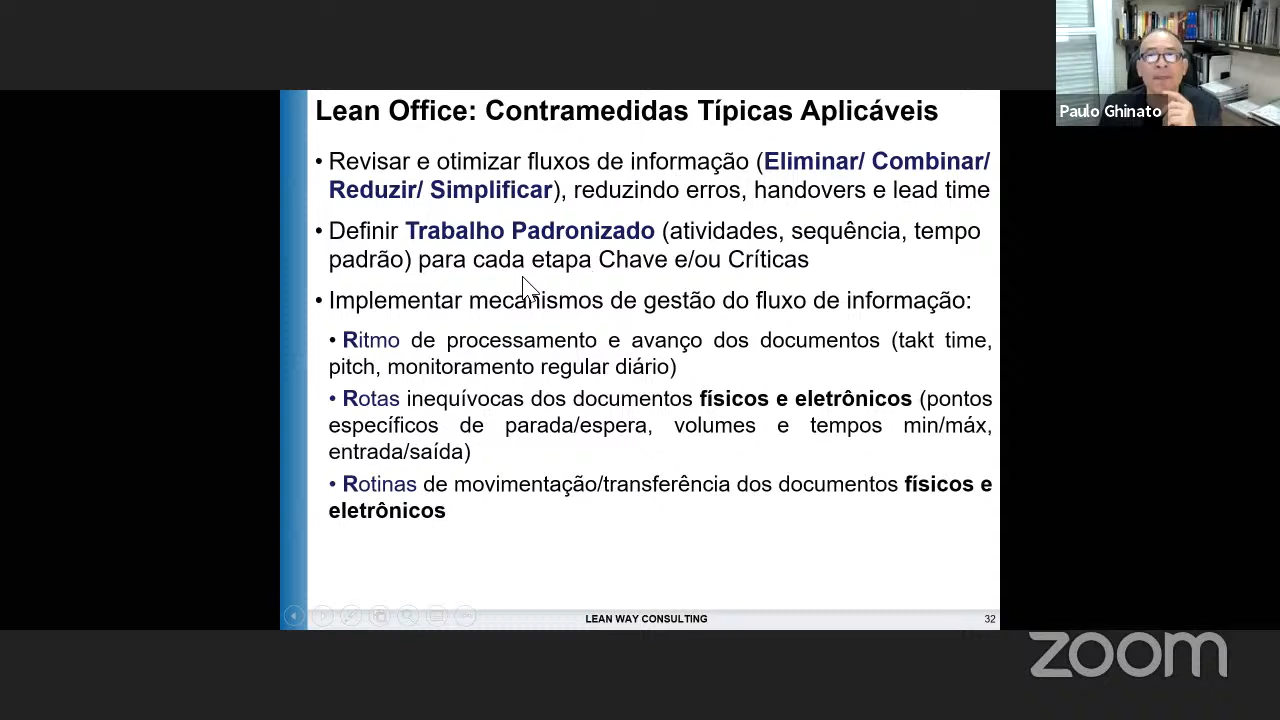 Paulo Ghinato
Lean Office: Contramedidas Típicas Aplicáveis
• Revisar e otimizar fluxos de informação (Eliminar/ Combinar/
Reduzir/ Simplificar), reduzindo erros, handovers e lead time
• Definir Trabalho Padronizado (atividades, sequência, tempo
padrão) para cada etapa Chave e/ou Críticas
• Implementar mecanismos de gestão do fluxo de informação:
• Ritmo de processamento e avanço dos documentos (takt time,
pitch, monitoramento regular diário)
• Rotas inequívocas dos documentos físicos e eletrônicos (pontos
específicos de parada/espera, volumes e tempos min/máx,
entrada/saída)
• Rotinas de movimentação/transferência dos documentos físicos e
eletrônicos
LEAN WAY CONSULTING
32
zoom